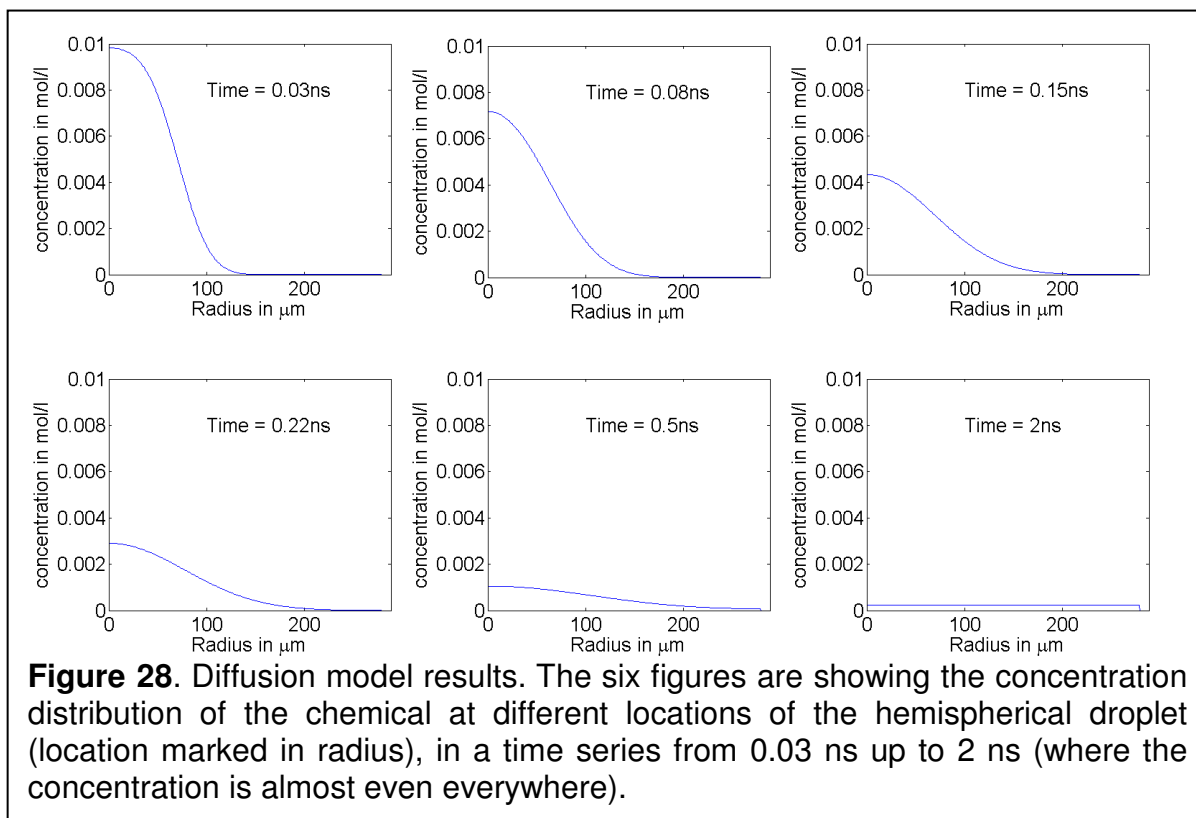 0.01
0.008
0.006
0.004
0.002
0
concentration in mol/l
Time = 0.03ns
0 100 200
Radius in μm
0.01
0.008
0.006
0.004
0.002
0
concentration in mol/l
Time = 0.08ns
0 100 200
Radius in μm
0.01
0.008
0.006
0.004
0.002
0
concentration in mol/l
Time = 0.15ns
0 100 200
Radius in μm
0.01
0.008
0.006
0.004
0.002
0
concentration in mol/l
Time = 0.22ns
0 100 200
Radius in μm
0.01
0.008
0.006
0.004
0.002
0
concentration in mol/l
Time = 0.5ns
0 100 200
Radius in μm
0.01
0.008
0.006
0.004
0.002
0
concentration in mol/l
Time = 2ns
0 100 200
Radius in μm
Figure 28. Diffusion model results. The six figures are showing the concentration
distribution of the chemical at different locations of the hemispherical droplet
(location marked in radius), in a time series from 0.03 ns up to 2 ns (where the
concentration is almost even everywhere).